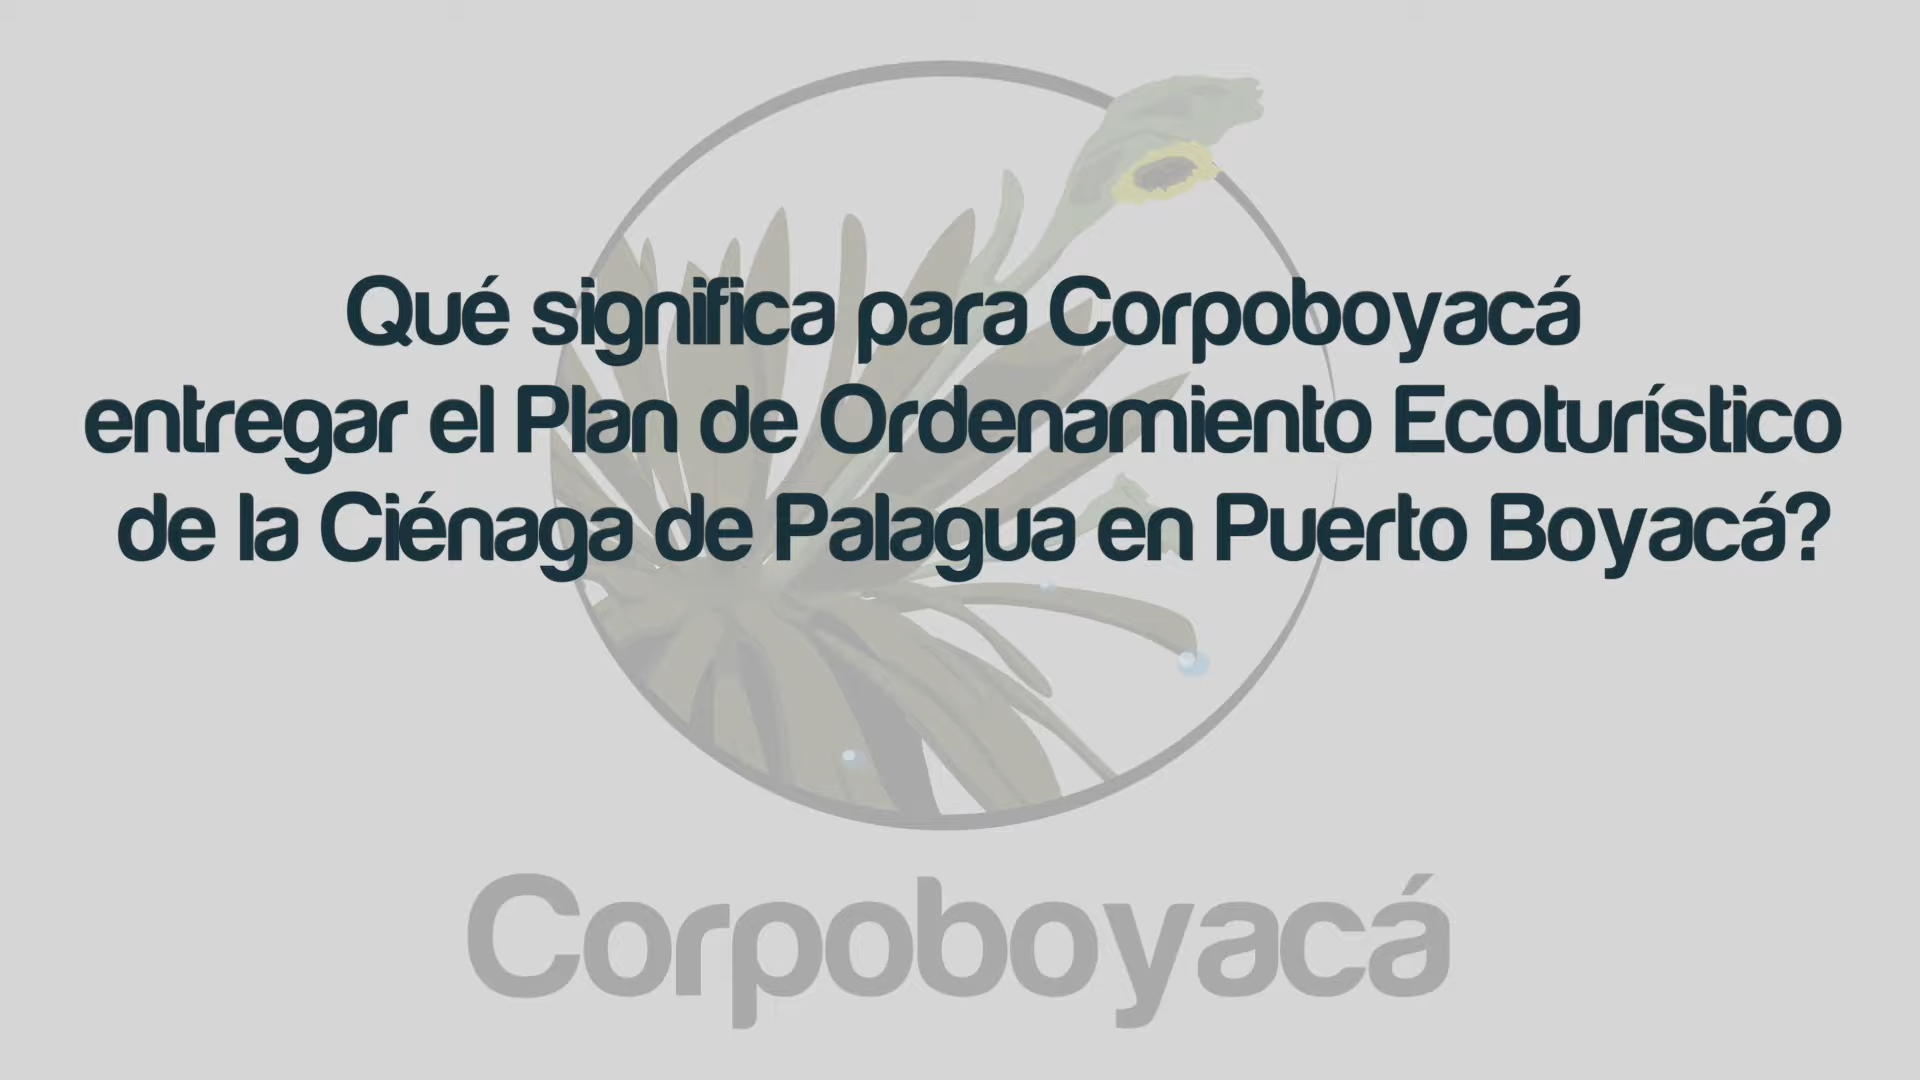 Qué significa para Corpoboyacá
entregar el Plan de Ordenamiento Ecoturístico
de la Ciénaga de Palagua en Puerto Boyacá?
Corpoboyacá